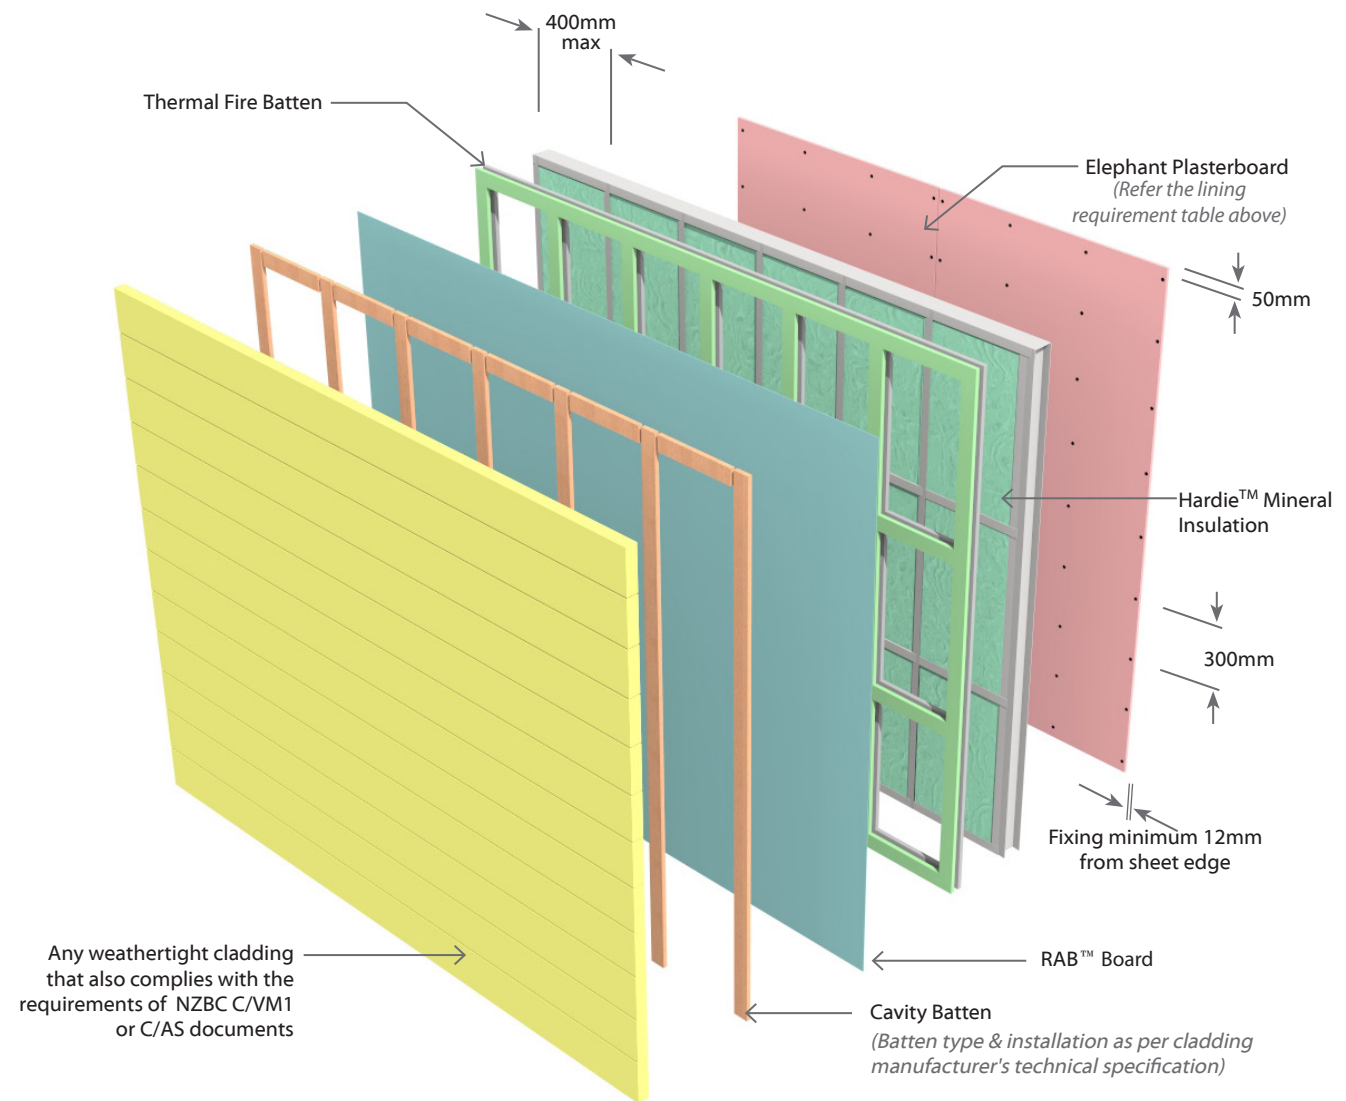 400mm
max
Thermal Fire Batten
Elephant Plasterboard
(Refer the lining
requirement table above)
50mm
Hardie™ Mineral
Insulation
300mm
Fixing minimum 12mm
from sheet edge
Any weathertight cladding
that also complies with the
requirements of NZBC C/VM1
or C/AS documents
RAB™ Board
Cavity Batten
(Batten type & installation as per cladding
manufacturer's technical specification)